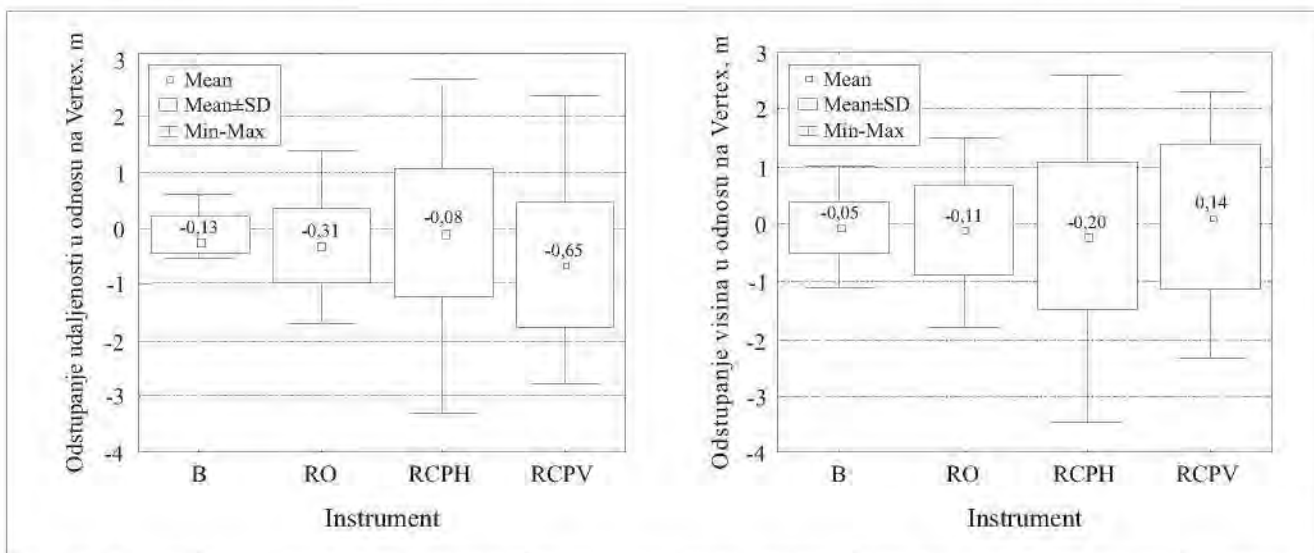 Odstupanje udaljenosti u odnosu na Vertex, m
3
2
1
0
-1
-2
-3
-4
Mean
Mean±SD
Min-Max
-0,13
-0,31
-0,08
-0,65
B RO RCPH RCPV
Instrument
Odstupanje visina u odnosu na Vertex, m
3
2
1
0
-1
-2
-3
-4
Mean
Mean±SD
Min-Max
-0,05
-0,11
-0,20
0,14
B RO RCPH RCPV
Instrument